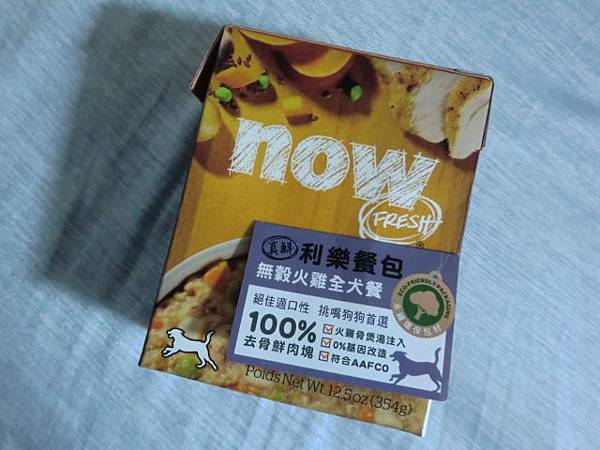 now
FRESH
真鮮 利樂餐包
無穀火雞全犬餐
絕佳適口性 挑嘴狗狗首選
100%
去骨鮮肉塊
火雞骨煲湯注入
0%基因改造
符合AAFCO
ECO-FRIENDLY PACKAGING
Poids Net Wt. 12.5oz (354g)